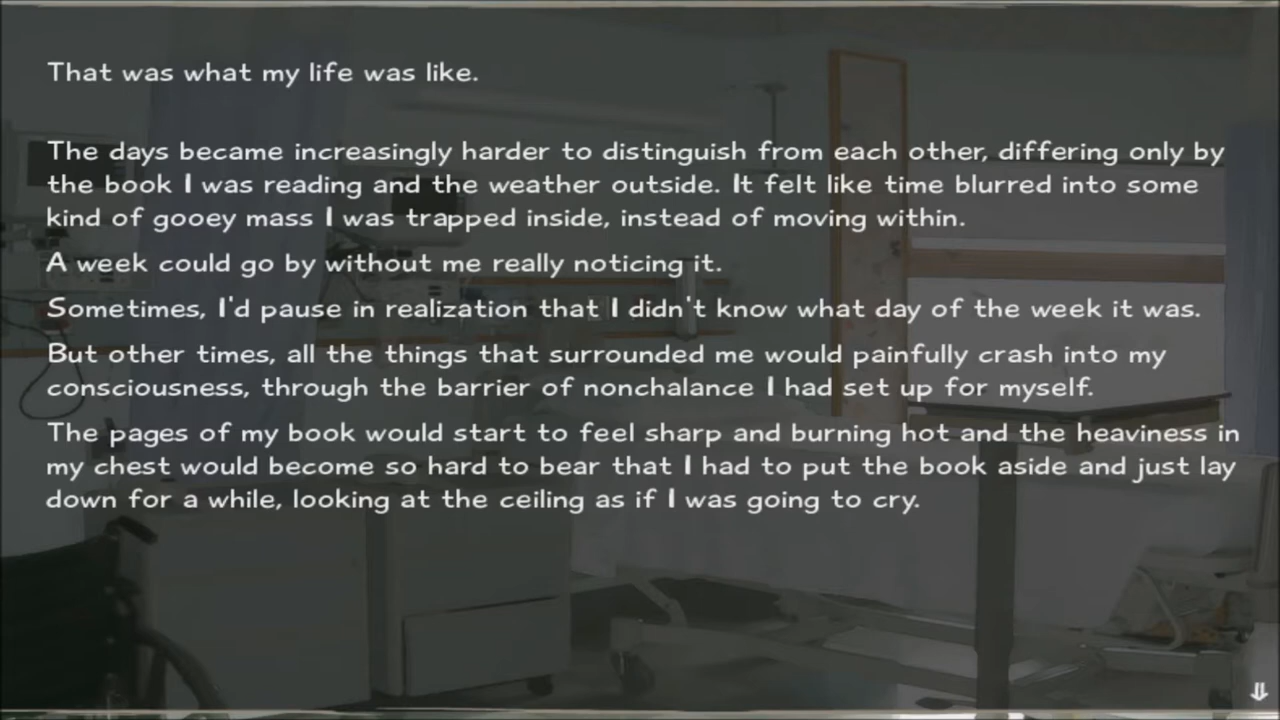 That was what my life was like.
The days became increasingly harder to distinguish from each other, differing only by
the book I was reading and the weather outside. It felt like time blurred into some
kind of gooey mass I was trapped inside, instead of moving within.
A week could go by without me really noticing it.
Sometimes, I'd pause in realization that I didn't know what day of the week it was.
But other times, all the things that surrounded me would painfully crash into my
consciousness, through the barrier of nonchalance I had set up for myself.
The pages of my book would start to feel sharp and burning hot and the heaviness in
my chest would become so hard to bear that I had to put the book aside and just lay
down for a while, looking at the ceiling as if I was going to cry.